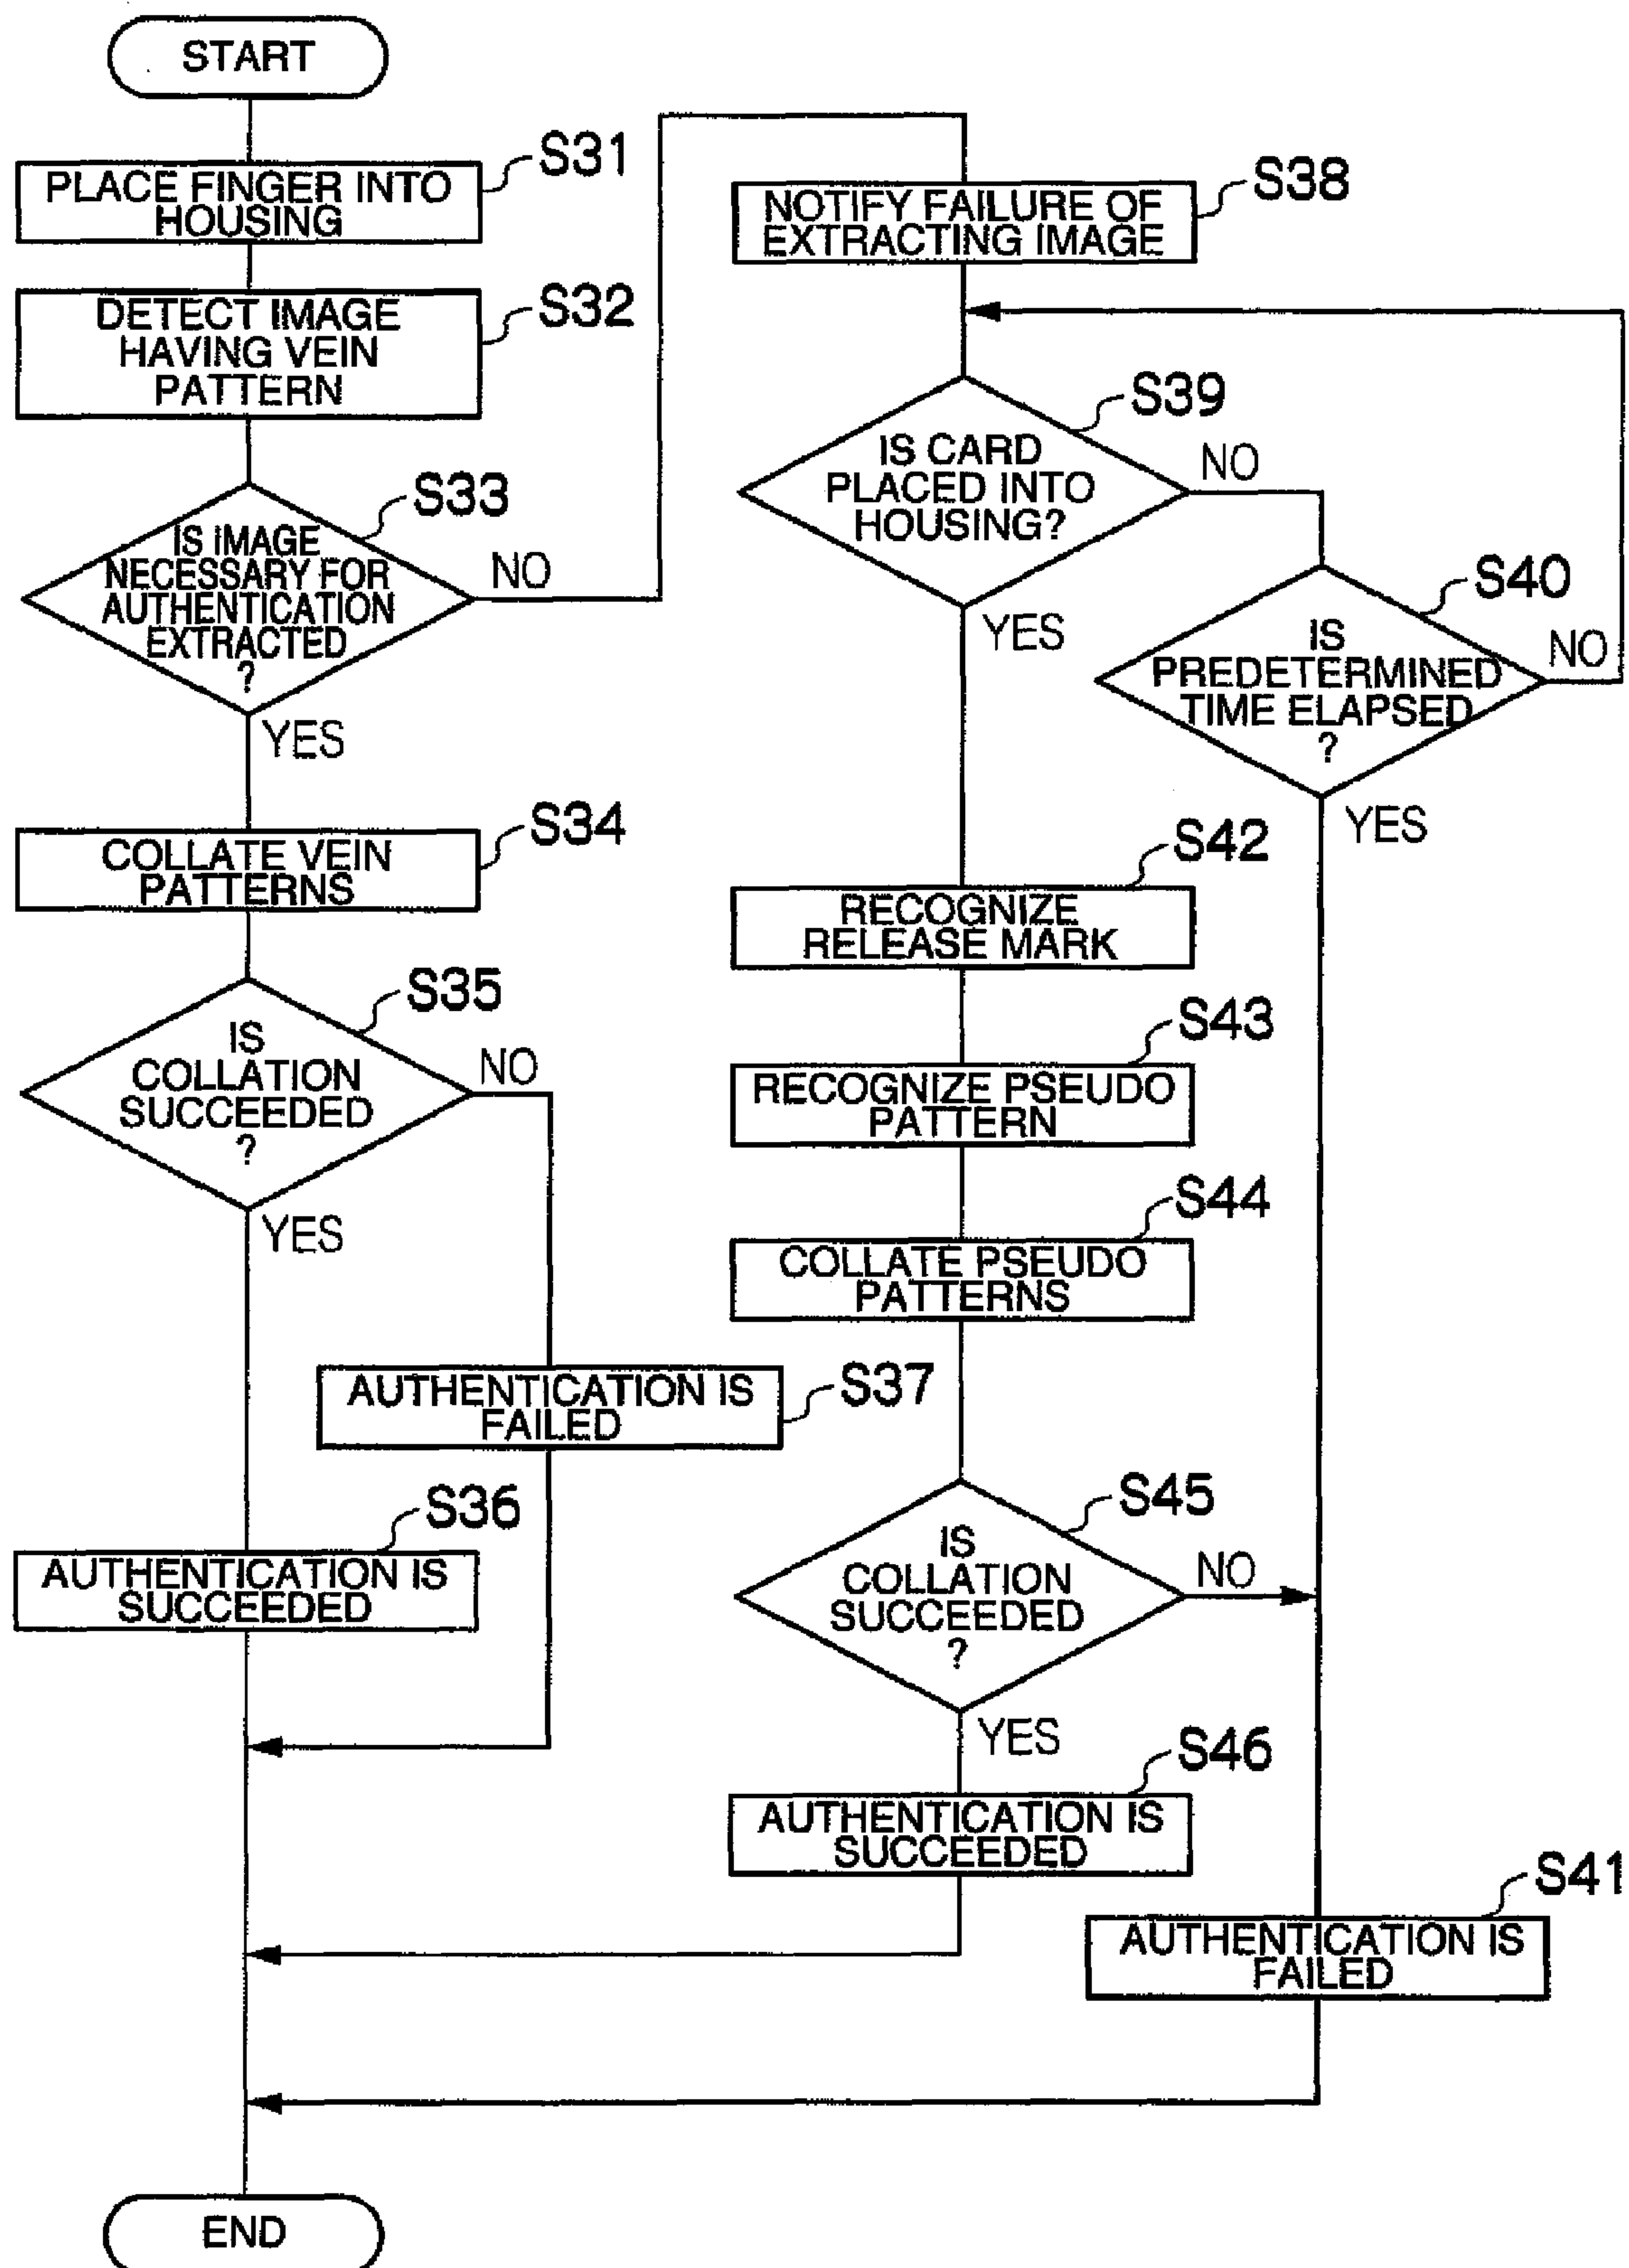 START
S31
PLACE FINGER INTO
HOUSING
S32
DETECT IMAGE
HAVING VEIN
PATTERN
S33
IS IMAGE
NECESSARY FOR
AUTHENTICATION
EXTRACTED
?
NO
YES
S34
COLLATE VEIN
PATTERNS
S35
IS
COLLATION
SUCCEEDED
?
NO
YES
S37
AUTHENTICATION IS
FAILED
S36
AUTHENTICATION IS
SUCCEEDED
S38
NOTIFY FAILURE OF
EXTRACTING IMAGE
S39
IS CARD
PLACED INTO
HOUSING?
NO
YES
S40
IS
PREDETERMINED
TIME ELAPSED
?
NO
YES
S42
RECOGNIZE
RELEASE MARK
S43
RECOGNIZE PSEUDO
PATTERN
S44
COLLATE PSEUDO
PATTERNS
S45
IS
COLLATION
SUCCEEDED
?
NO
YES
S46
AUTHENTICATION IS
SUCCEEDED
S41
AUTHENTICATION IS
FAILED
END